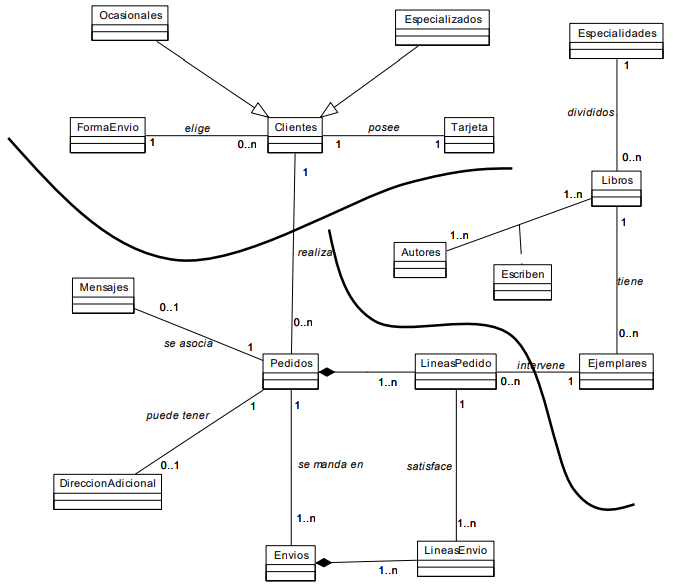 Ocasionales
Especializados
Especialidades
1
divididos
0..n
FormaEnvio
1
elige
0..n
Clientes
1
posee
1
Tarjeta
1
Libros
1..n
1
Autores
1..n
Escriben
realiza
tiene
Mensajes
0..1
se asocia
1
0..n
0..n
Pedidos
1..n
LineasPedido
0..n
intervene
1
Ejemplares
puede tener
1
1
1
0..1
se manda en
satisface
DireccionAdicional
1..n
1..n
Envios
1..n
LineasEnvio